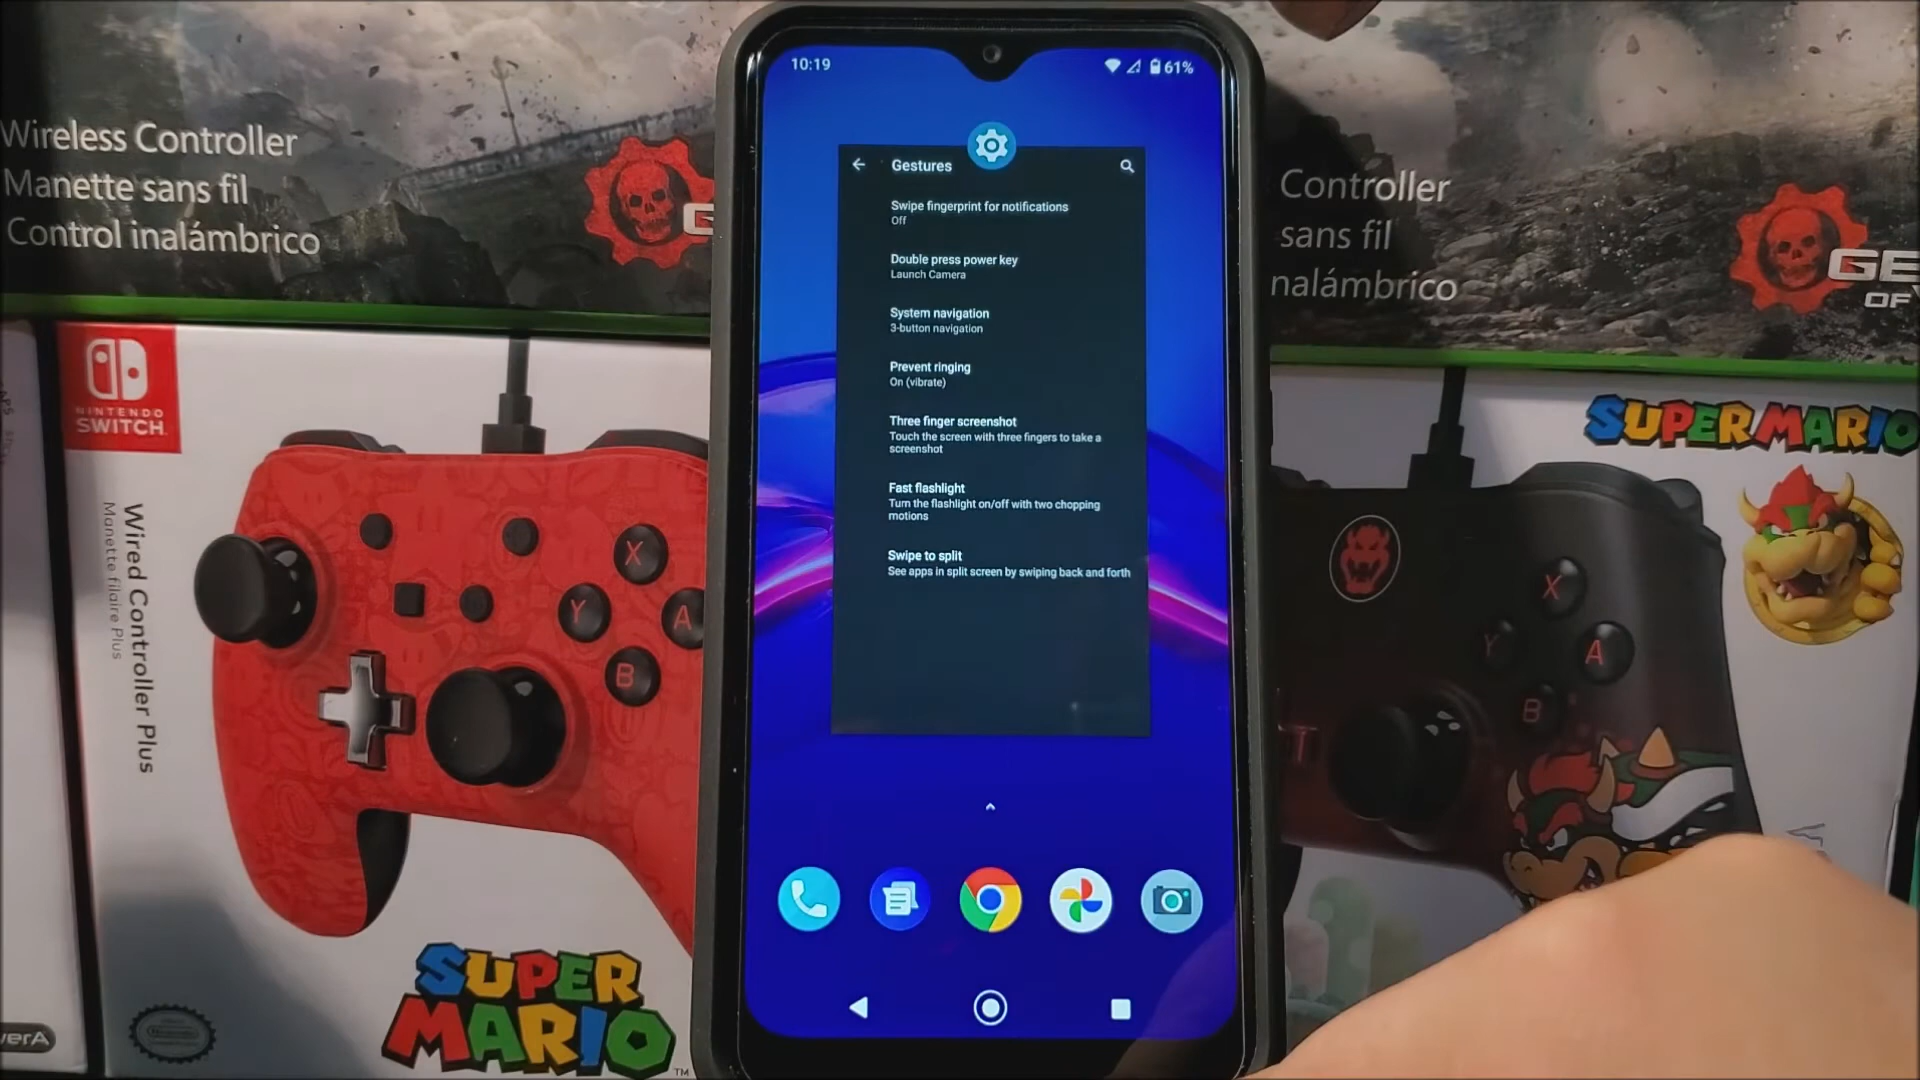 Wireless Controller
Manette sans fil
Control inalámbrico
G
NINTENDO
SWITCH
Wired Controller Plus
Manette filaire Plus
X
Y
A
B
SUPER
MARIO
TM
verA
10:19
61%
Gestures
Swipe fingerprint for notifications
Off
Double press power key
Launch Camera
System navigation
3-button navigation
Prevent ringing
On (vibrate)
Three finger screenshot
Touch the screen with three fingers to take a
screenshot
Fast flashlight
Turn the flashlight on/off with two chopping
motions
Swipe to split
See apps in split screen by swiping back and forth
Controller
sans fil
nalámbrico
GE
OF
SUPER MARIO
X
Y
A
B